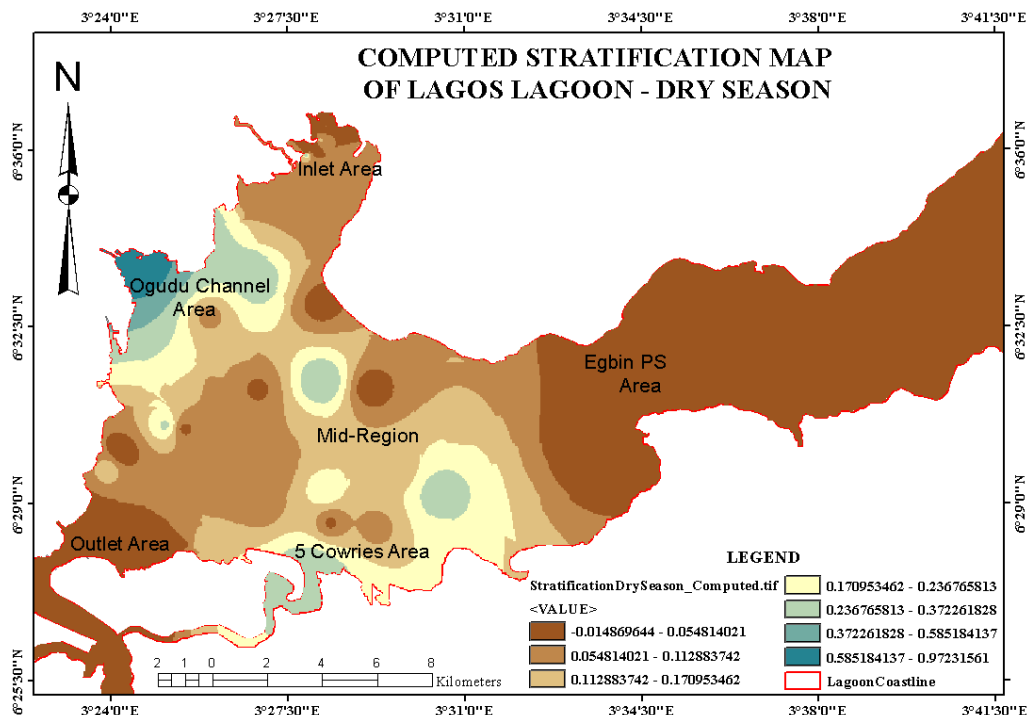 3°24'0"E 3°27'30"E 3°31'0"E 3°34'30"E 3°38'0"E 3°41'30"E
COMPUTED STRATIFICATION MAP
OF LAGOS LAGOON - DRY SEASON
N
6°36'0"N
6°36'0"N
Inlet Area
Ogudu Channel
Area
6°32'30"N
6°32'30"N
Egbin PS
Area
Mid-Region
6°29'0"N
6°29'0"N
Outlet Area
5 Cowries Area
LEGEND
StratificationDrySeason_Computed.tif
<VALUE>
-0.014869644 - 0.054814021
0.054814021 - 0.112883742
0.112883742 - 0.170953462
0.170953462 - 0.236765813
0.236765813 - 0.372261828
0.372261828 - 0.585184137
0.585184137 - 0.97231561
LagoonCoastline
2 1 0 2 4 6 8
Kilometers
6°25'30"N
6°25'30"N
3°24'0"E 3°27'30"E 3°31'0"E 3°34'30"E 3°38'0"E 3°41'30"E